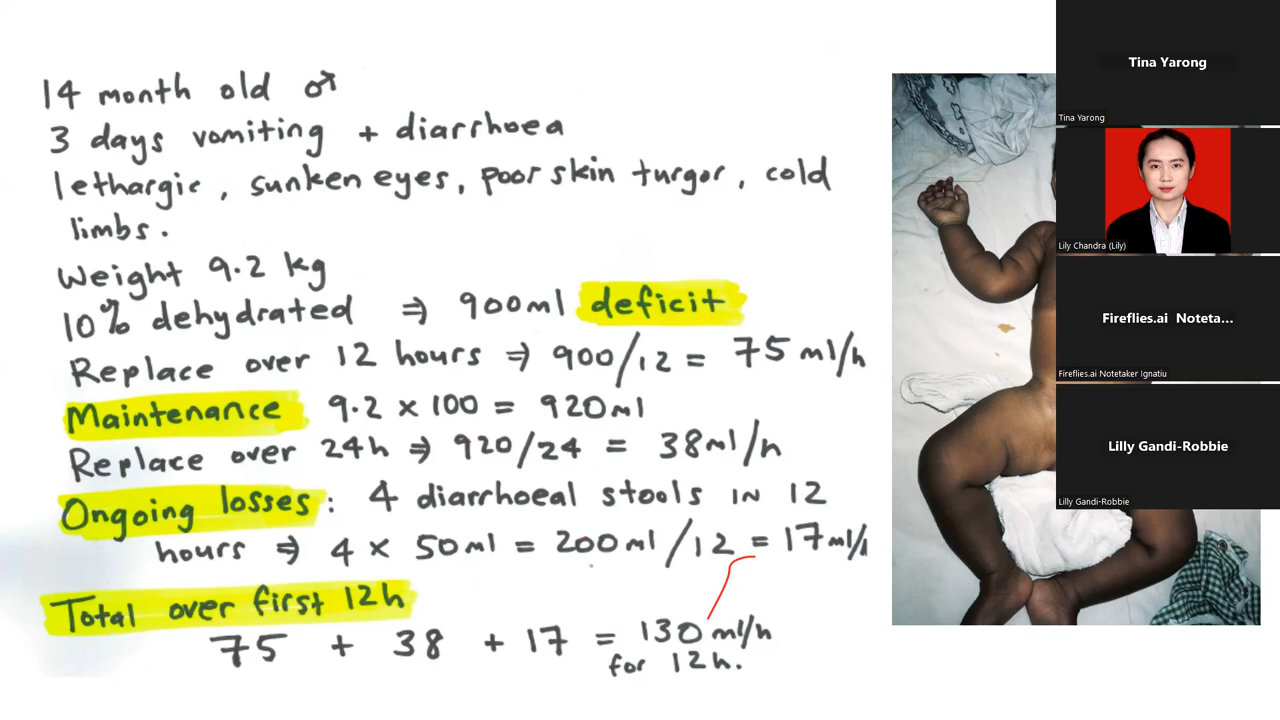 14 month old ♂
3 days vomiting + diarrhoea
lethargic, sunken eyes, poor skin turgor, cold
limbs.
Weight 9.2 kg
10% dehydrated ⇒ 900ml deficit
Replace over 12 hours ⇒ 900/12 = 75 ml/h
Maintenance 9.2 x 100 = 920ml
Replace over 24h ⇒ 920/24 = 38ml/h
Ongoing losses: 4 diarrhoeal stools in 12
hours ⇒ 4 x 50ml = 200ml/12 = 17ml/
Total over first 12h
75 + 38 + 17 = 130 ml/h
for 12h.
Tina Yarong
Tina Yarong
Lily Chandra (Lily)
Fireflies.ai Noteta...
Fireflies.ai Notetaker Ignatiu
Lilly Gandi-Robbie
Lilly Gandi-Robbie